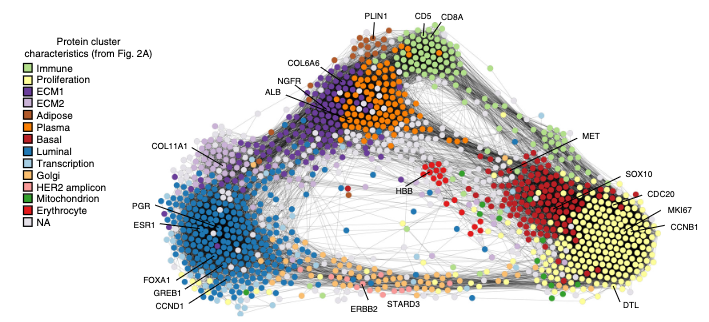 PLIN1
CD5
CD8A
Protein cluster
characteristics (from Fig. 2A)
Immune
Proliferation
ECM1
ECM2
Adipose
Plasma
Basal
Luminal
Transcription
Golgi
HER2 amplicon
Mitochondrion
Erythrocyte
NA
COL6A6
NGFR
ALB
COL11A1
MET
HBB
SOX10
CDC20
MKI67
CCNB1
PGR
ESR1
FOXA1
GREB1
CCND1
ERBB2
STARD3
DTL